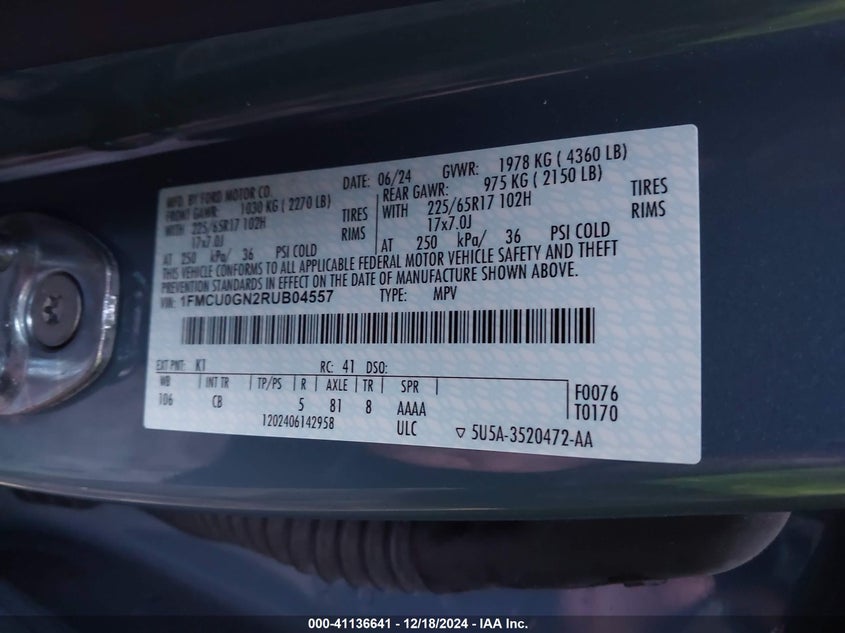 MFD. BY FORD MOTOR CO. DATE: 06/24 GVWR: 1978 KG ( 4360 LB)
FRONT GAWR: 1030 KG ( 2270 LB) REAR GAWR: 975 KG ( 2150 LB)
WITH 225/65R17 102H TIRES WITH 225/65R17 102H TIRES
17x7.0J RIMS 17x7.0J RIMS
AT 250 kPa/ 36 PSI COLD AT 250 kPa/ 36 PSI COLD
THIS VEHICLE CONFORMS TO ALL APPLICABLE FEDERAL MOTOR VEHICLE SAFETY AND THEFT
PREVENTION STANDARDS IN EFFECT ON THE DATE OF MANUFACTURE SHOWN ABOVE.
VIN: 1FMCU0GN2RUB04557 TYPE: MPV
EXT PNT: K1 RC: 41 DSO:
WB INT TR TP/PS R AXLE TR SPR F0076
106 CB 5 81 8 AAAA T0170
1202406142958 ULC ▽ 5U5A-3520472-AA
000-41136641 - 12/18/2024 - IAA Inc.